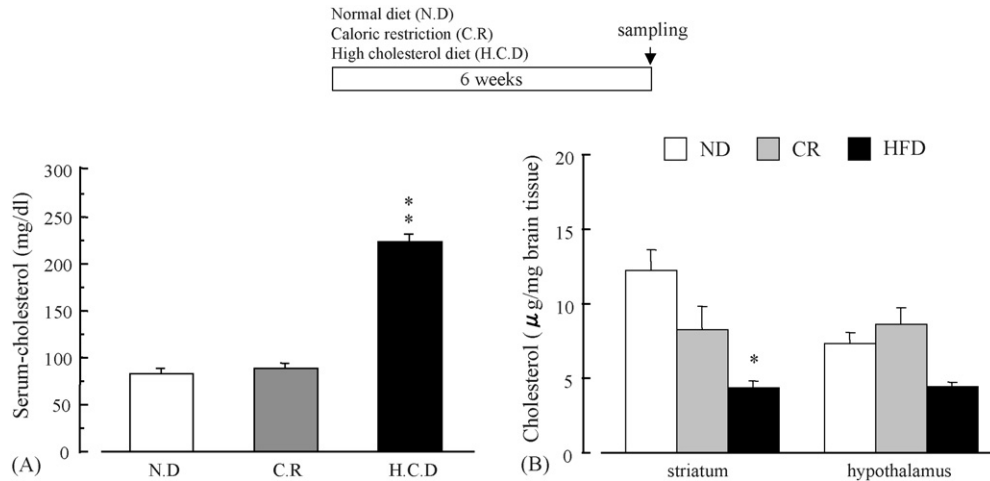 Normal diet (N.D)
Caloric restriction (C.R)
High cholesterol diet (H.C.D)
sampling
6 weeks
Serum-cholesterol (mg/dl)
300
250
200
150
100
50
0
**
N.D
C.R
H.C.D
(A)
ND
CR
HFD
Cholesterol ( μ g/mg brain tissue)
20
15
10
5
0
*
striatum
hypothalamus
(B)